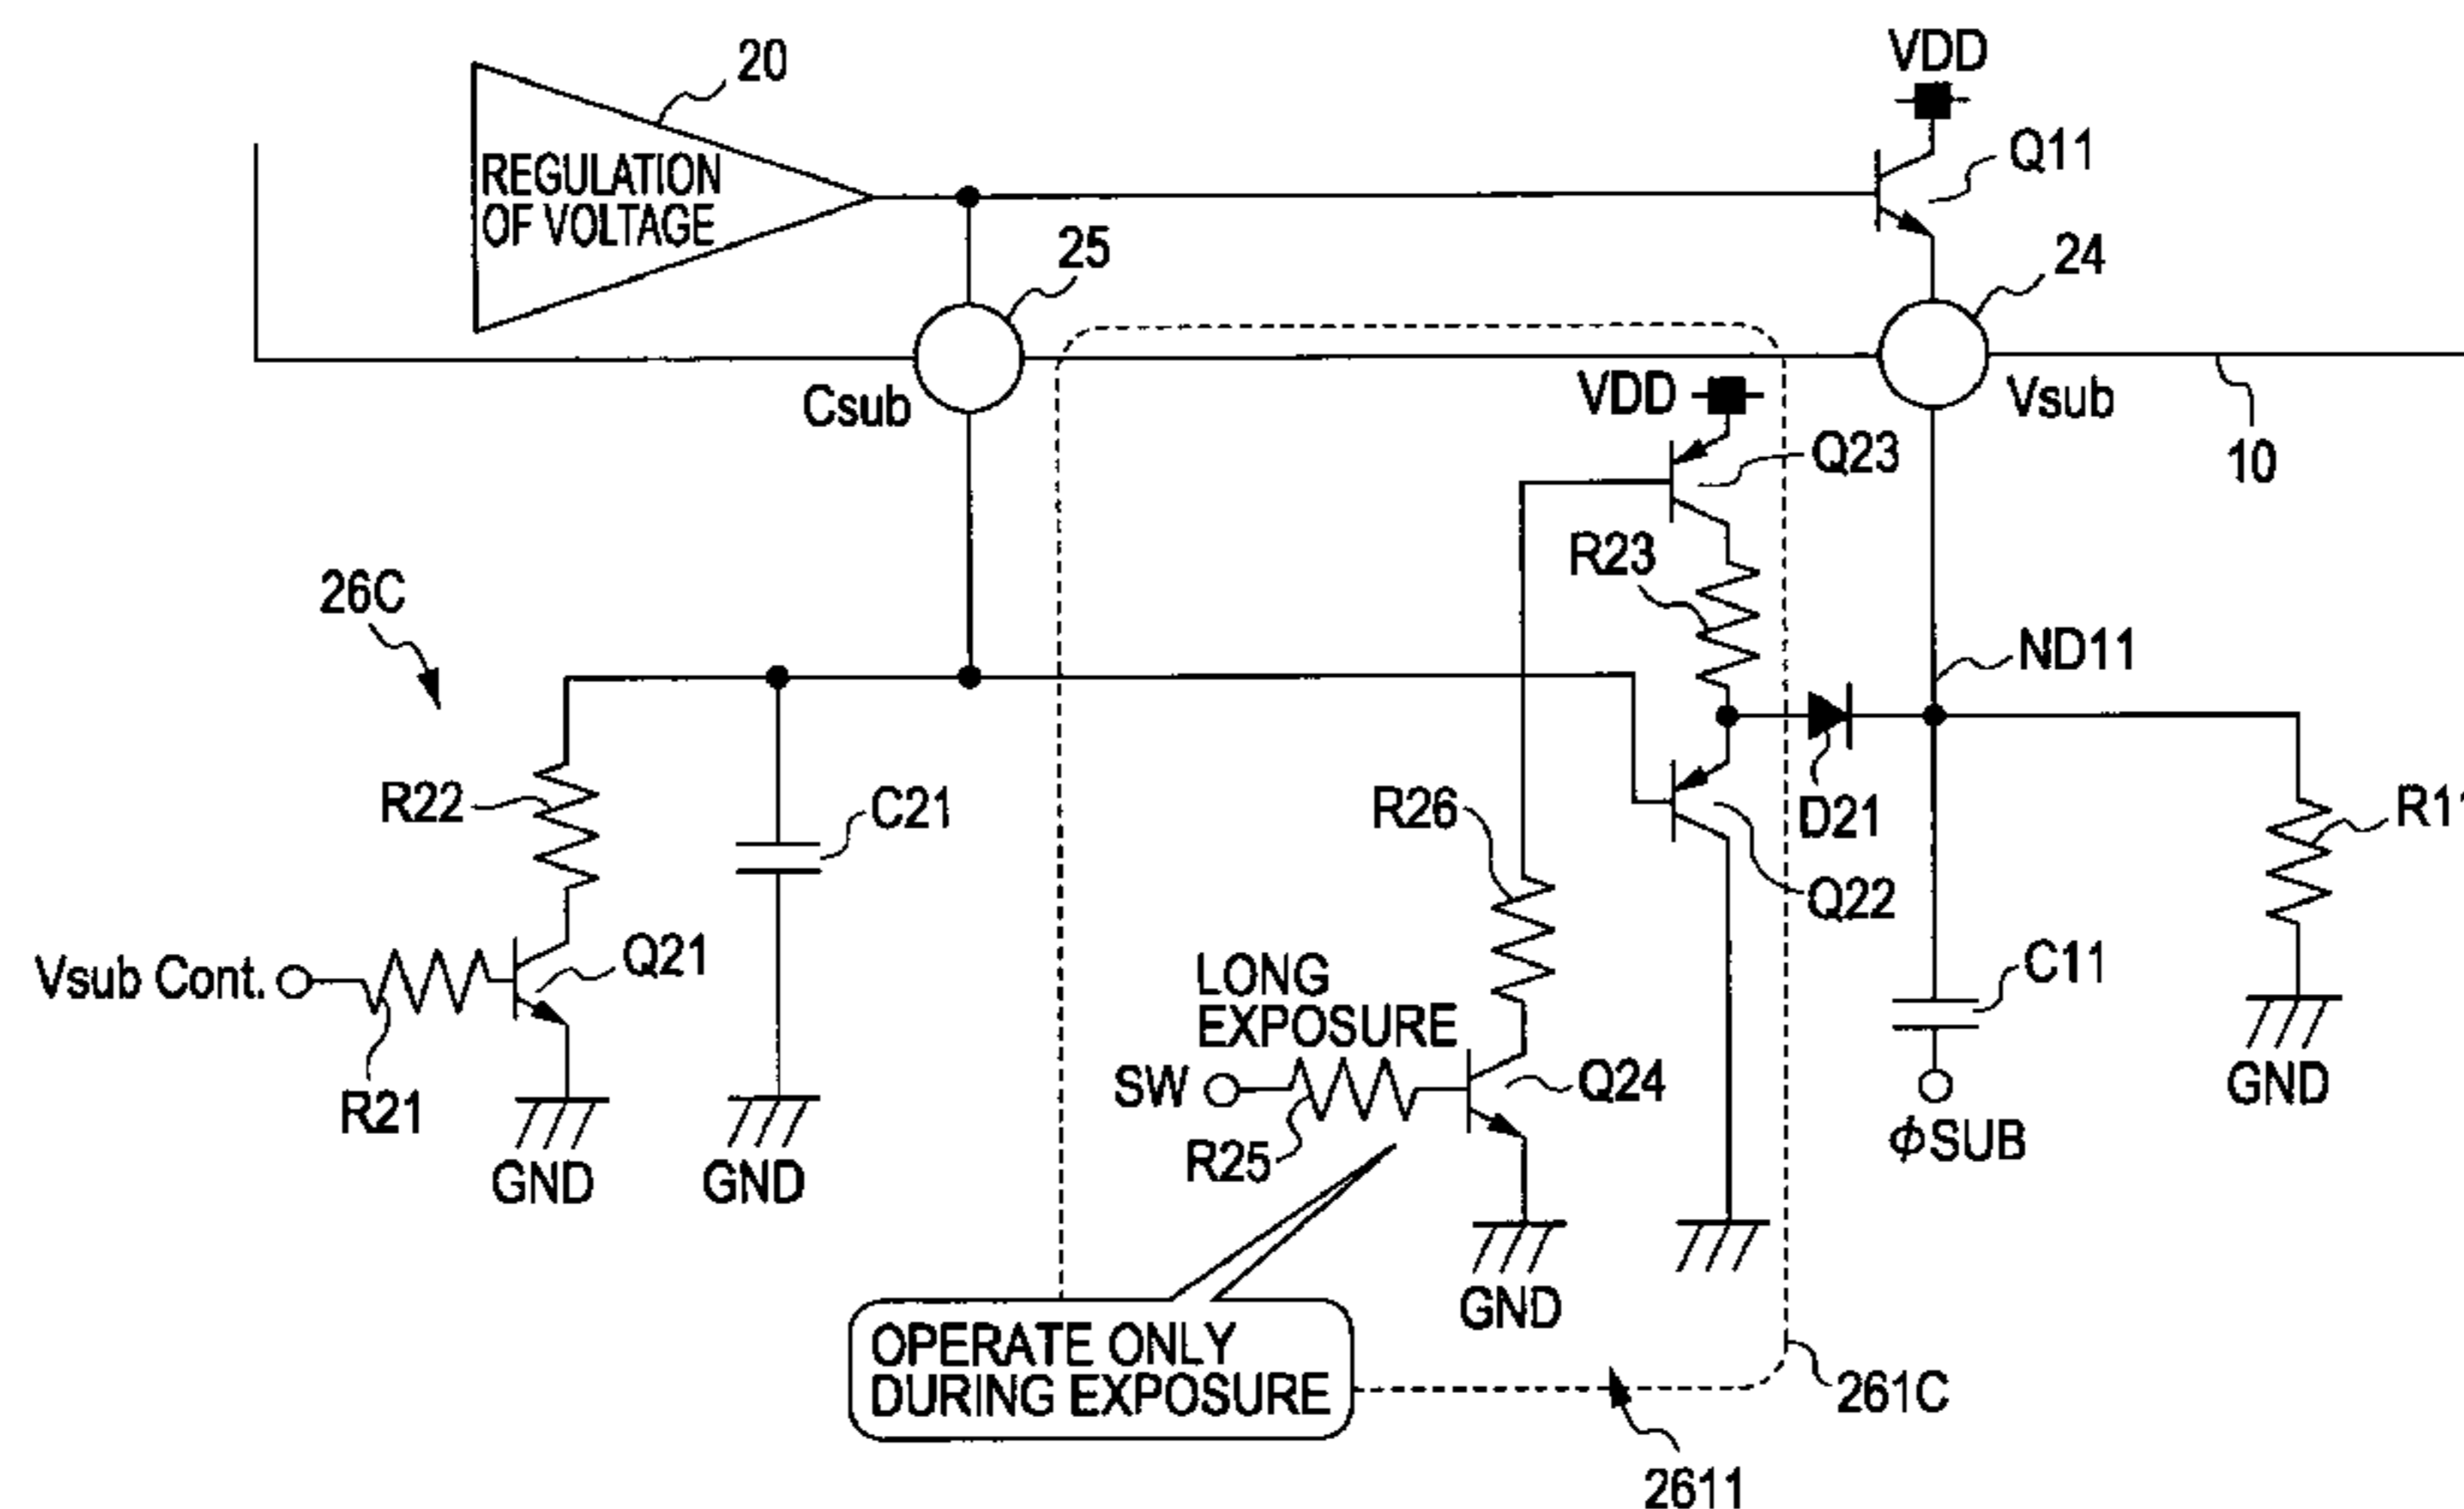 VDD
20
Q11
REGULATION
OF VOLTAGE
25
24
Csub
VDD
Vsub
Q23
10
R23
26C
ND11
R22
C21
R26
D21
R11
Q22
Vsub Cont.
Q21
LONG
EXPOSURE
C11
SW
Q24
GND
R21
R25
φSUB
GND
GND
GND
OPERATE ONLY
DURING EXPOSURE
261C
2611